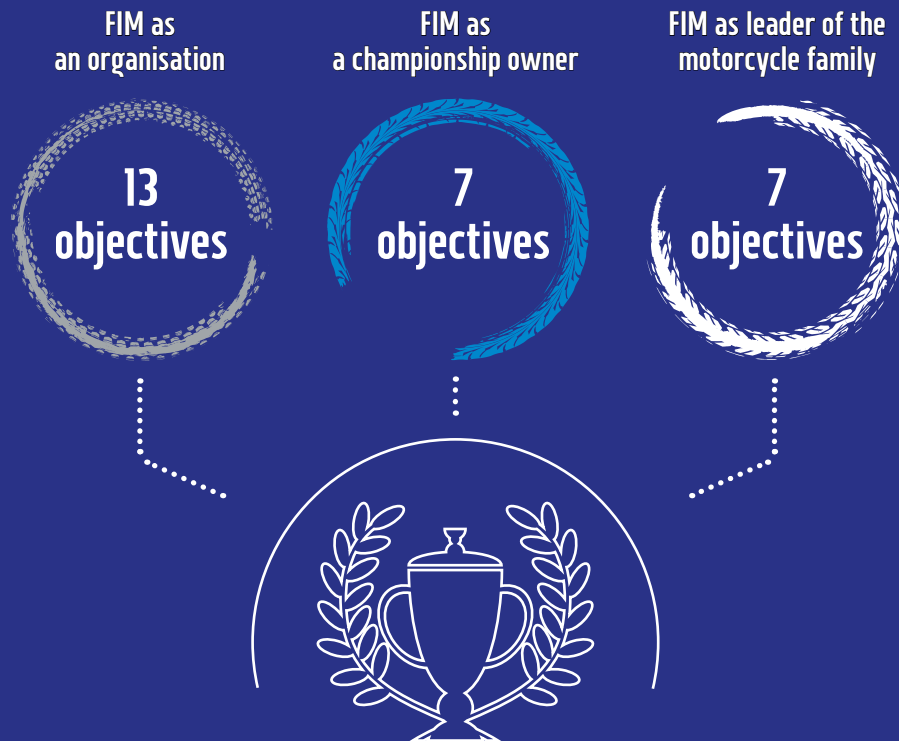 FIM as
an organisation
13
objectives
FIM as
a championship owner
7
objectives
FIM as leader of the
motorcycle family
7
objectives